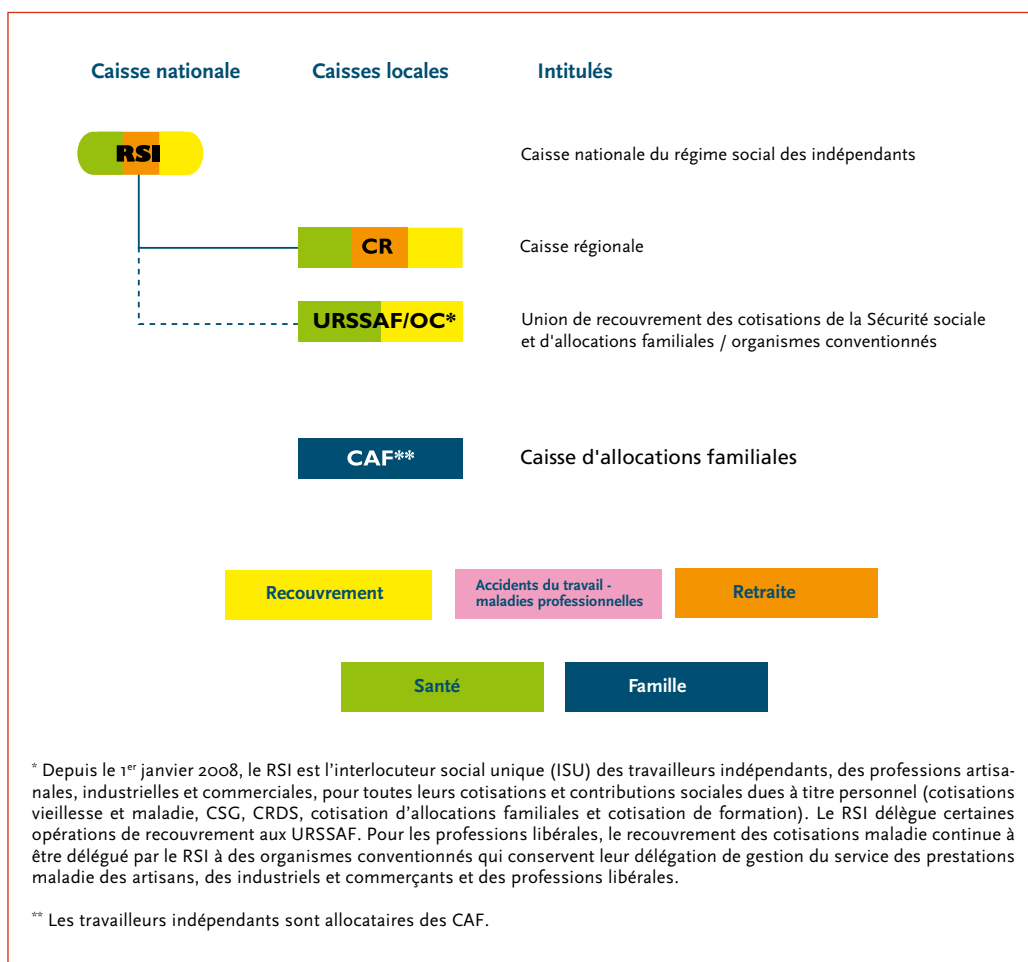 Caisse nationale Caisses locales Intitulés
RSI Caisse nationale du régime social des indépendants
CR Caisse régionale
URSSAF/OC* Union de recouvrement des cotisations de la Sécurité sociale
et d'allocations familiales / organismes conventionnés
CAF** Caisse d'allocations familiales
Recouvrement
Accidents du travail -
maladies professionnelles
Retraite
Santé
Famille
* Depuis le 1er janvier 2008, le RSI est l'interlocuteur social unique (ISU) des travailleurs indépendants, des professions artisa-
nales, industrielles et commerciales, pour toutes leurs cotisations et contributions sociales dues à titre personnel (cotisations
vieillesse et maladie, CSG, CRDS, cotisation d'allocations familiales et cotisation de formation). Le RSI délègue certaines
opérations de recouvrement aux URSSAF. Pour les professions libérales, le recouvrement des cotisations maladie continue à
être délégué par le RSI à des organismes conventionnés qui conservent leur délégation de gestion du service des prestations
maladie des artisans, des industriels et commerçants et des professions libérales.
** Les travailleurs indépendants sont allocataires des CAF.